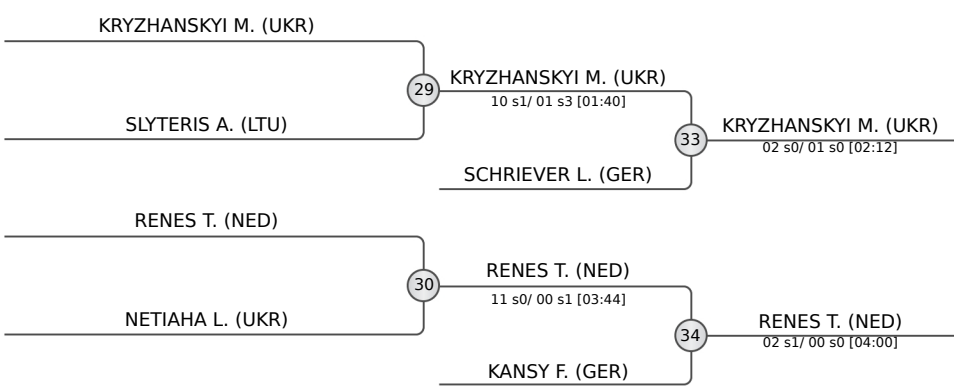 KRYZHANSKYI M. (UKR)
29
KRYZHANSKYI M. (UKR)
10 s1/ 01 s3 [01:40]
SLYTERIS A. (LTU)
33
KRYZHANSKYI M. (UKR)
02 s0/ 01 s0 [02:12]
SCHRIEVER L. (GER)
RENES T. (NED)
30
RENES T. (NED)
11 s0/ 00 s1 [03:44]
NETIAHA L. (UKR)
34
RENES T. (NED)
02 s1/ 00 s0 [04:00]
KANSY F. (GER)